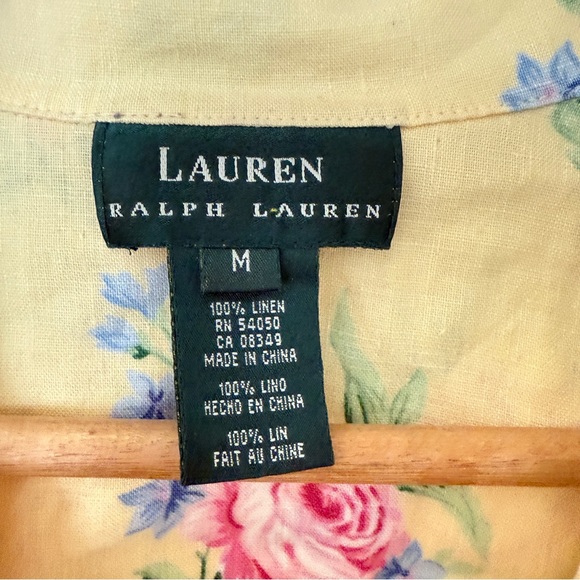 LAUREN
RALPH LAUREN
M
100% LINEN
RN 54050
CA 08349
MADE IN CHINA
100% LINO
HECHO EN CHINA
100% LIN
FAIT AU CHINE